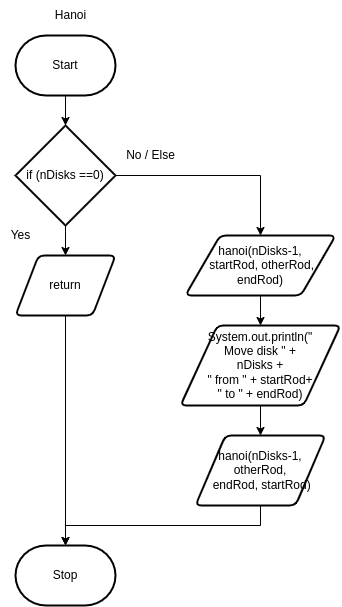 Hanoi
Start
if (nDisks ==0)
No / Else
Yes
return
hanoi(nDisks-1,
startRod, otherRod,
endRod)
System.out.println("
Move disk " +
nDisks +
" from " + startRod+
" to " + endRod)
hanoi(nDisks-1,
otherRod,
endRod, startRod)
Stop